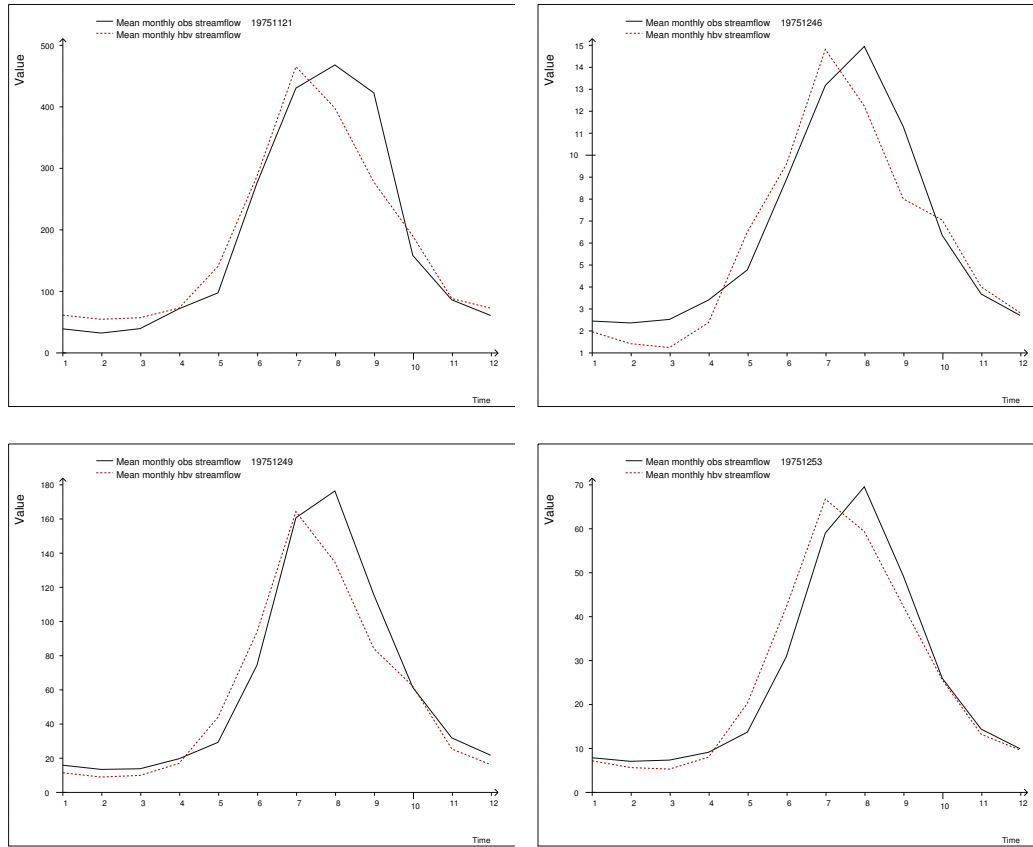 Mean monthly obs streamflow 19751121
Mean monthly hbv streamflow
Value
500
400
300
200
100
0
1 2 3 4 5 6 7 8 9 10 11 12
Time
Mean monthly obs streamflow 19751246
Mean monthly hbv streamflow
Value
15
14
13
12
11
10
9
8
7
6
5
4
3
2
1
1 2 3 4 5 6 7 8 9 10 11 12
Time
Mean monthly obs streamflow 19751249
Mean monthly hbv streamflow
Value
180
160
140
120
100
80
60
40
20
0
1 2 3 4 5 6 7 8 9 10 11 12
Time
Mean monthly obs streamflow 19751253
Mean monthly hbv streamflow
Value
70
60
50
40
30
20
10
0
1 2 3 4 5 6 7 8 9 10 11 12
Time